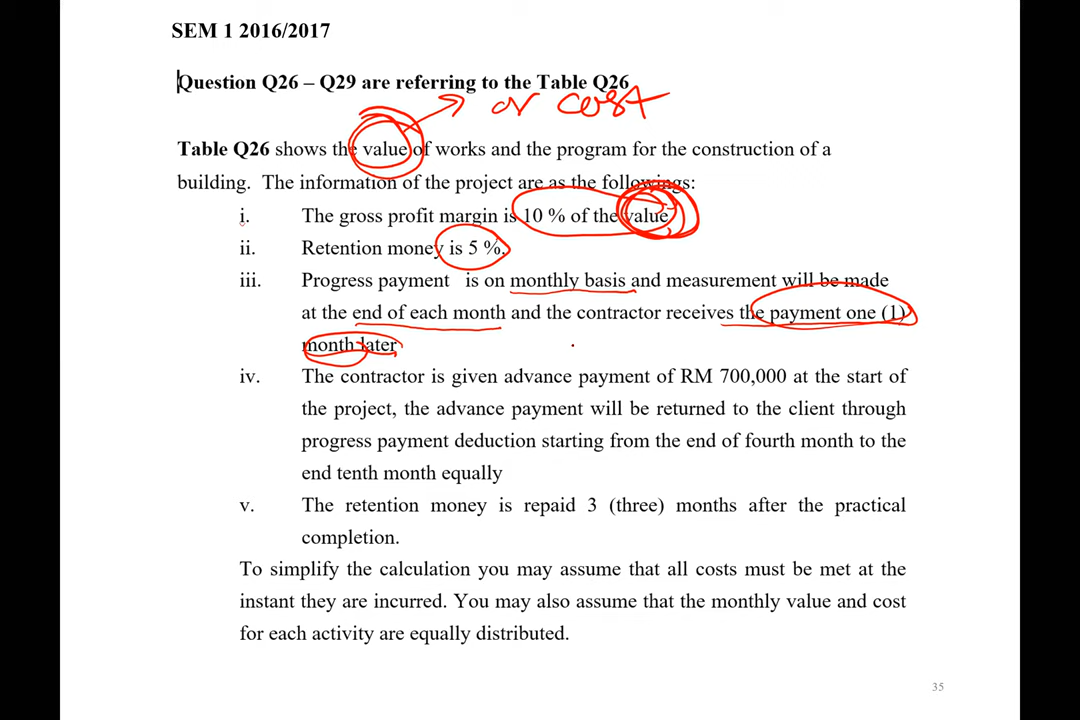 SEM 1 2016/2017
Question Q26 – Q29 are referring to the Table Q26
or cost
Table Q26 shows the value of works and the program for the construction of a
building. The information of the project are as the followings:
i. The gross profit margin is 10 % of the value,
ii. Retention money is 5 %.
iii. Progress payment is on monthly basis and measurement will be made
at the end of each month and the contractor receives the payment one (1)
month later
iv. The contractor is given advance payment of RM 700,000 at the start of
the project, the advance payment will be returned to the client through
progress payment deduction starting from the end of fourth month to the
end tenth month equally
v. The retention money is repaid 3 (three) months after the practical
completion.
To simplify the calculation you may assume that all costs must be met at the
instant they are incurred. You may also assume that the monthly value and cost
for each activity are equally distributed.
35